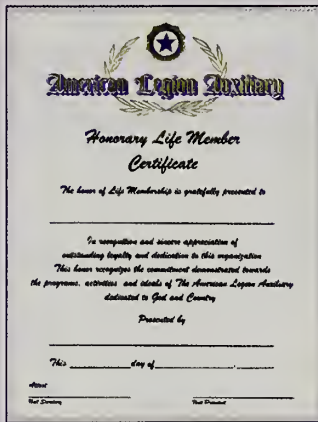 American Legion Auxiliary
Honorary Life Member
Certificate
The honor of Life Membership is gratefully presented to
In recognition and sincere appreciation of
outstanding loyalty and dedication to this organization
This honor recognizes the commitment demonstrated towards
the programs, activities and ideals of The American Legion Auxiliary
dedicated to God and Country
Presented by
This day of ,
Attest
Unit Secretary Unit President